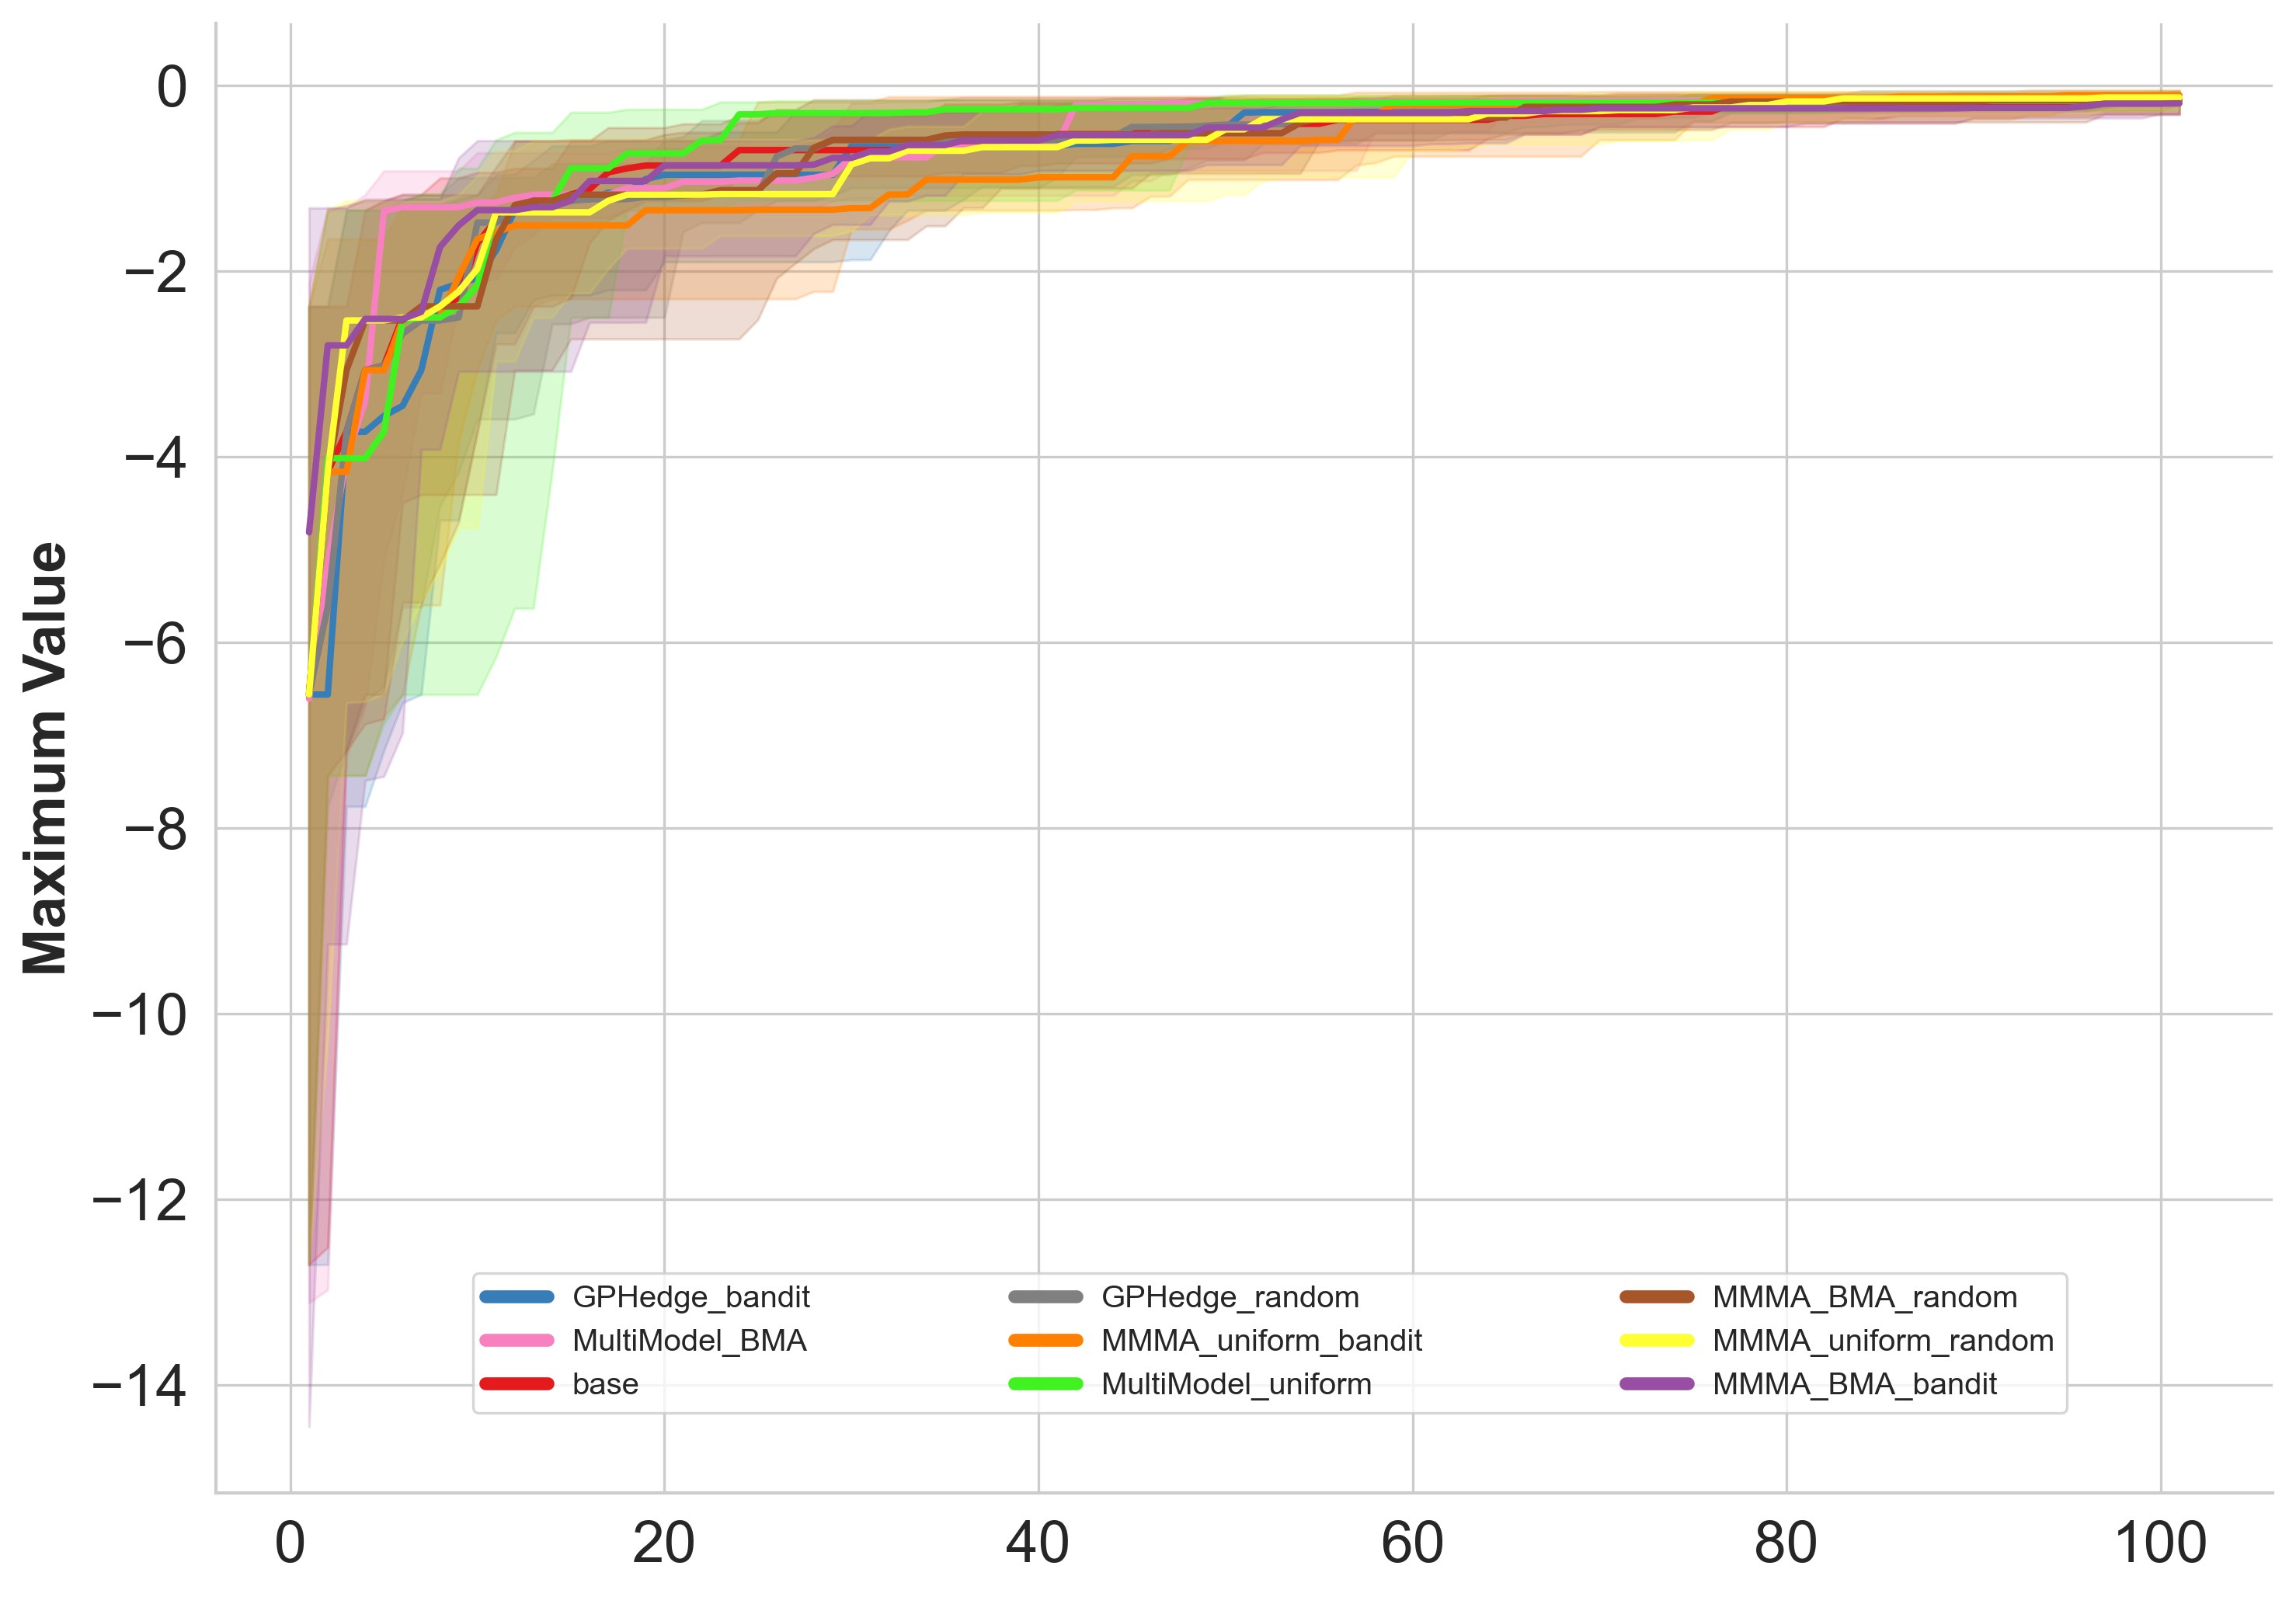 0
−2
−4
−6
−8
−10
−12
−14
Maximum Value
GPHedge_bandit
MultiModel_BMA
base
GPHedge_random
MMMA_uniform_bandit
MultiModel_uniform
MMMA_BMA_random
MMMA_uniform_random
MMMA_BMA_bandit
0 20 40 60 80 100